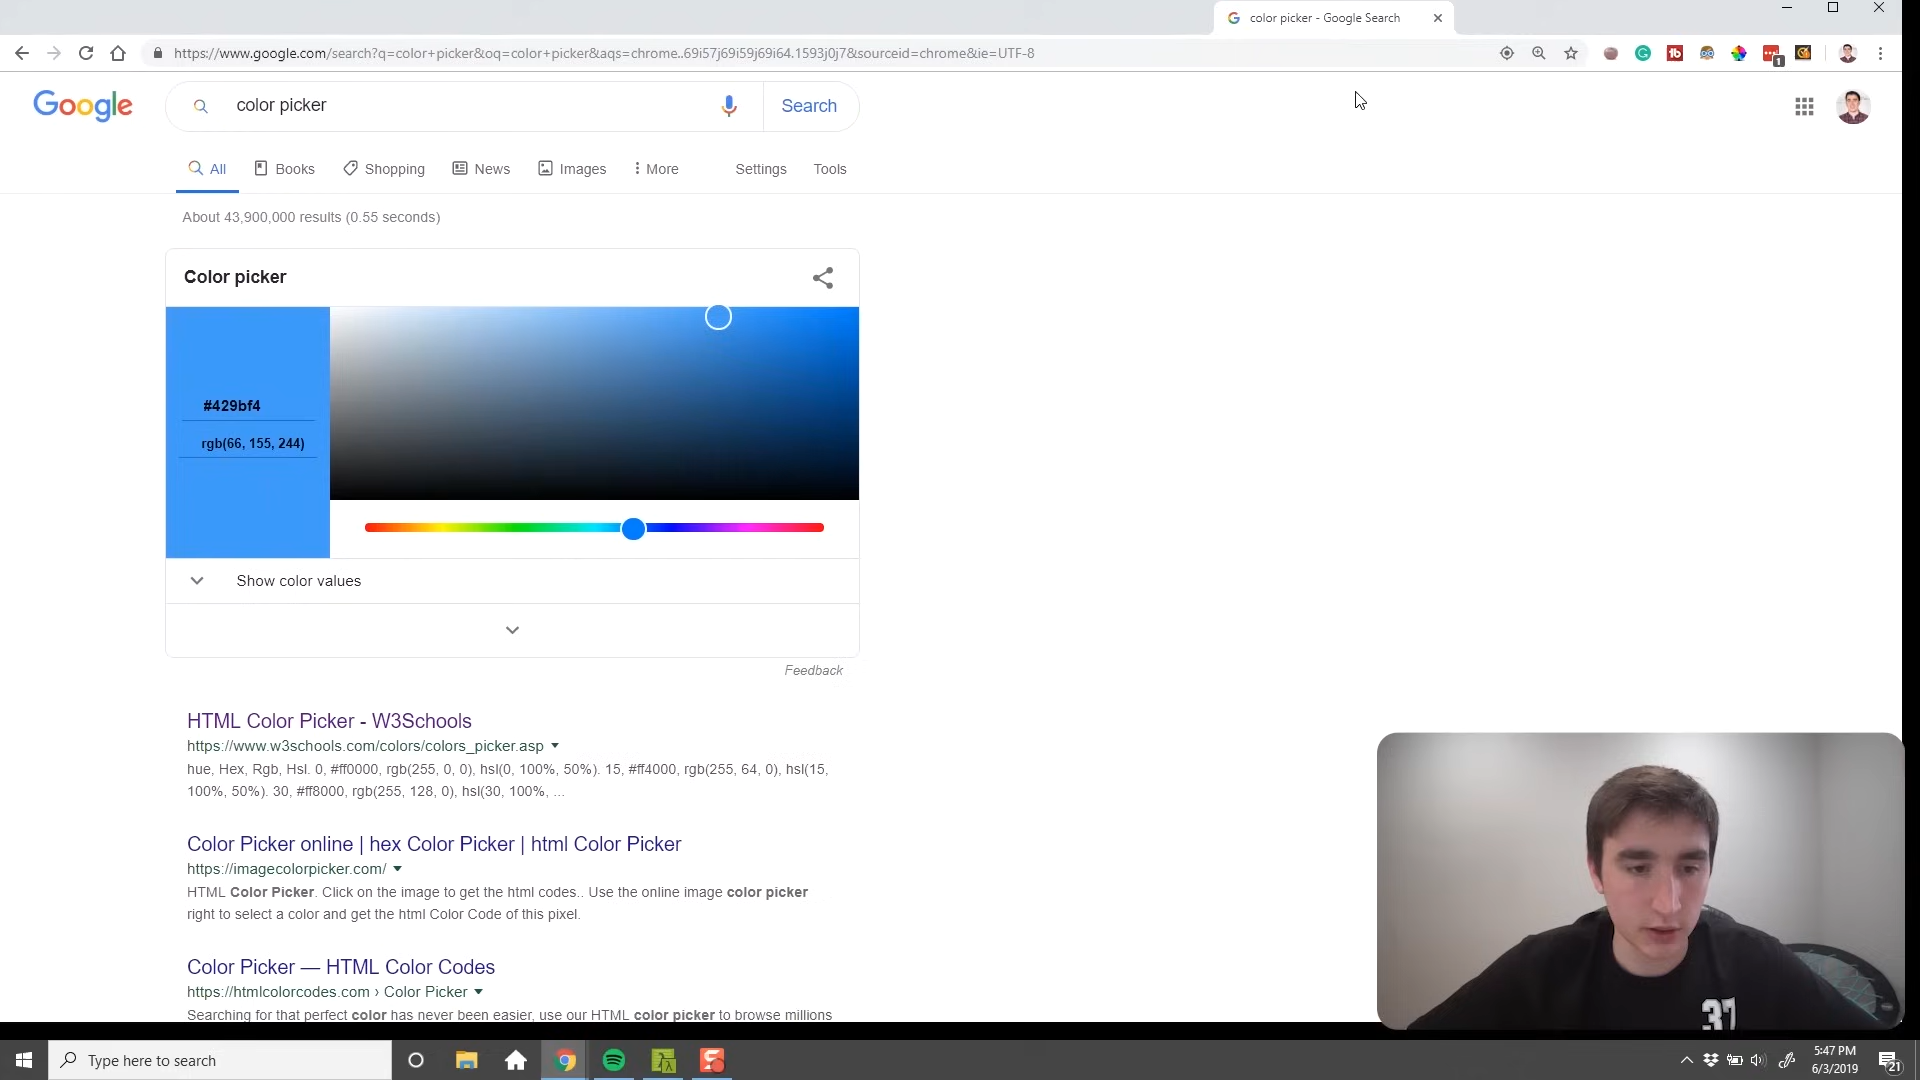 color picker - Google Search
https://www.google.com/search?q=color+picker&oq=color+picker&aqs=chrome..69i57j69i59j69i64.1593j0j7&sourceid=chrome&ie=UTF-8
1
Google
color picker
Search
All
Books
Shopping
News
Images
More
Settings
Tools
About 43,900,000 results (0.55 seconds)
Color picker
#429bf4
rgb(66, 155, 244)
Show color values
Feedback
HTML Color Picker - W3Schools
https://www.w3schools.com/colors/colors_picker.asp
hue, Hex, Rgb, Hsl. 0, #ff0000, rgb(255, 0, 0), hsl(0, 100%, 50%). 15, #ff4000, rgb(255, 64, 0), hsl(15,
100%, 50%). 30, #ff8000, rgb(255, 128, 0), hsl(30, 100%, ...
Color Picker online | hex Color Picker | html Color Picker
https://imagecolorpicker.com/
HTML Color Picker. Click on the image to get the html codes.. Use the online image color picker
right to select a color and get the html Color Code of this pixel.
Color Picker — HTML Color Codes
https://htmlcolorcodes.com › Color Picker
Searching for that perfect color has never been easier, use our HTML color picker to browse millions
37
Type here to search
5:47 PM
6/3/2019
21